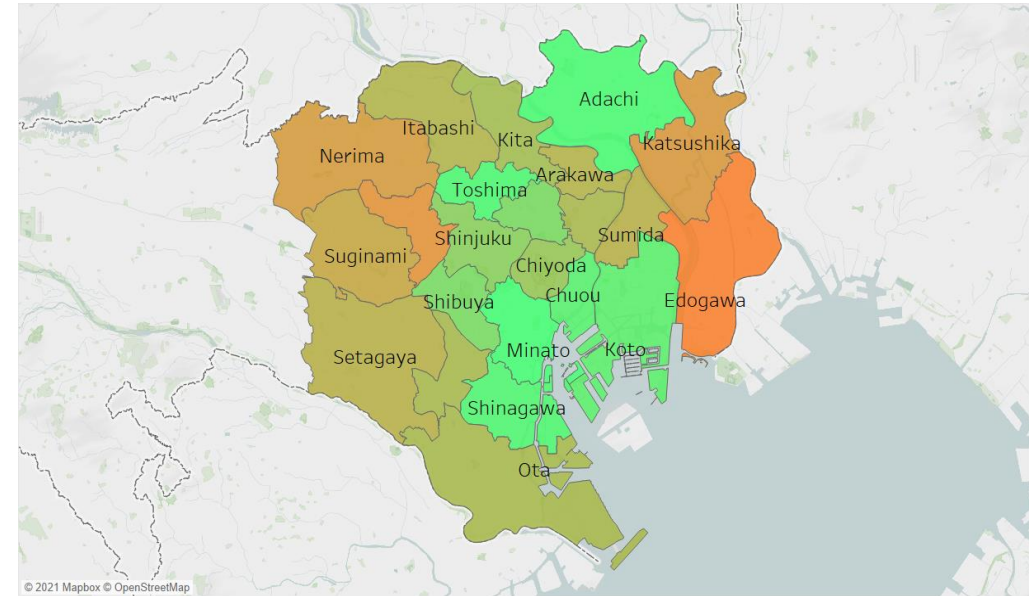 Adachi
Itabashi
Kita
Katsushika
Nerima
Arakawa
Toshima
Shinjuku
Sumida
Suginami
Chiyoda
Chuou
Shibuya
Edogawa
Setagaya
Minato
Koto
Shinagawa
Ota
© 2021 Mapbox © OpenStreetMap